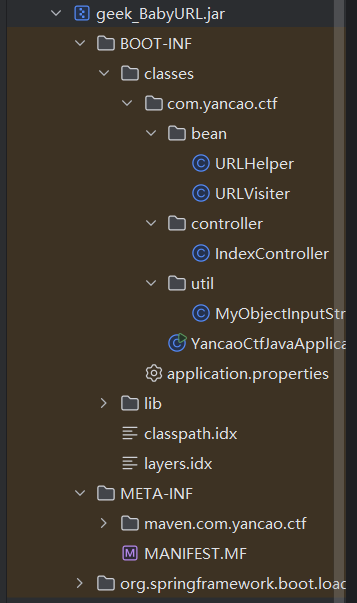 geek_BabyURL.jar
BOOT-INF
classes
com.yancao.ctf
bean
URLHelper
URLVisiter
controller
IndexController
util
MyObjectInputStr
YancaoCtfJavaApplica
application.properties
lib
classpath.idx
layers.idx
META-INF
maven.com.yancao.ctf
MANIFEST.MF
org.springframework.boot.load